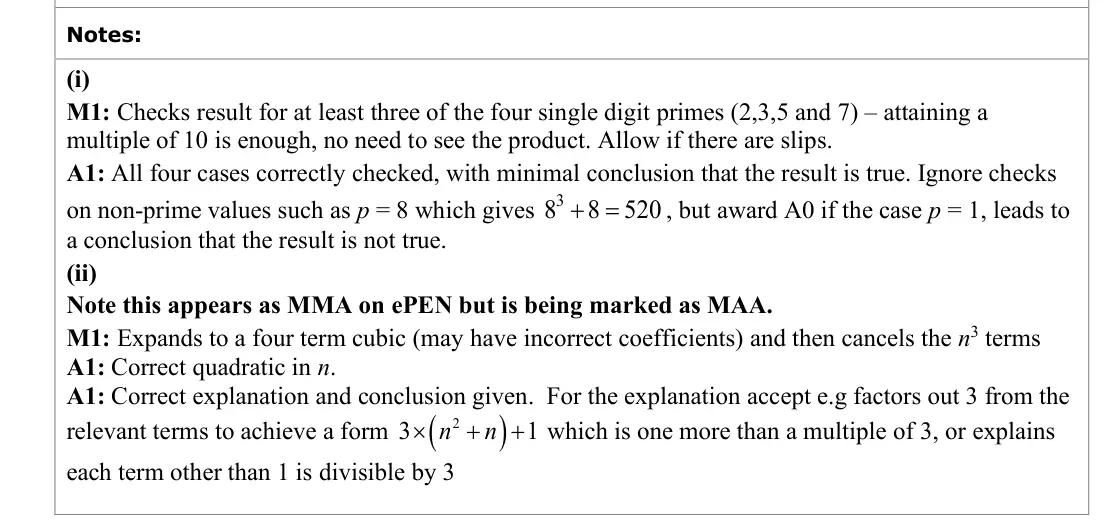 Notes:
(i)
M1: Checks result for at least three of the four single digit primes (2,3,5 and 7) – attaining a
multiple of 10 is enough, no need to see the product. Allow if there are slips.
A1: All four cases correctly checked, with minimal conclusion that the result is true. Ignore checks
on non-prime values such as p = 8 which gives 8³ + 8 = 520 , but award A0 if the case p = 1, leads to
a conclusion that the result is not true.
(ii)
Note this appears as MMA on ePEN but is being marked as MAA.
M1: Expands to a four term cubic (may have incorrect coefficients) and then cancels the n³ terms
A1: Correct quadratic in n.
A1: Correct explanation and conclusion given.  For the explanation accept e.g factors out 3 from the
relevant terms to achieve a form 3×(n² + n)+1 which is one more than a multiple of 3, or explains
each term other than 1 is divisible by 3